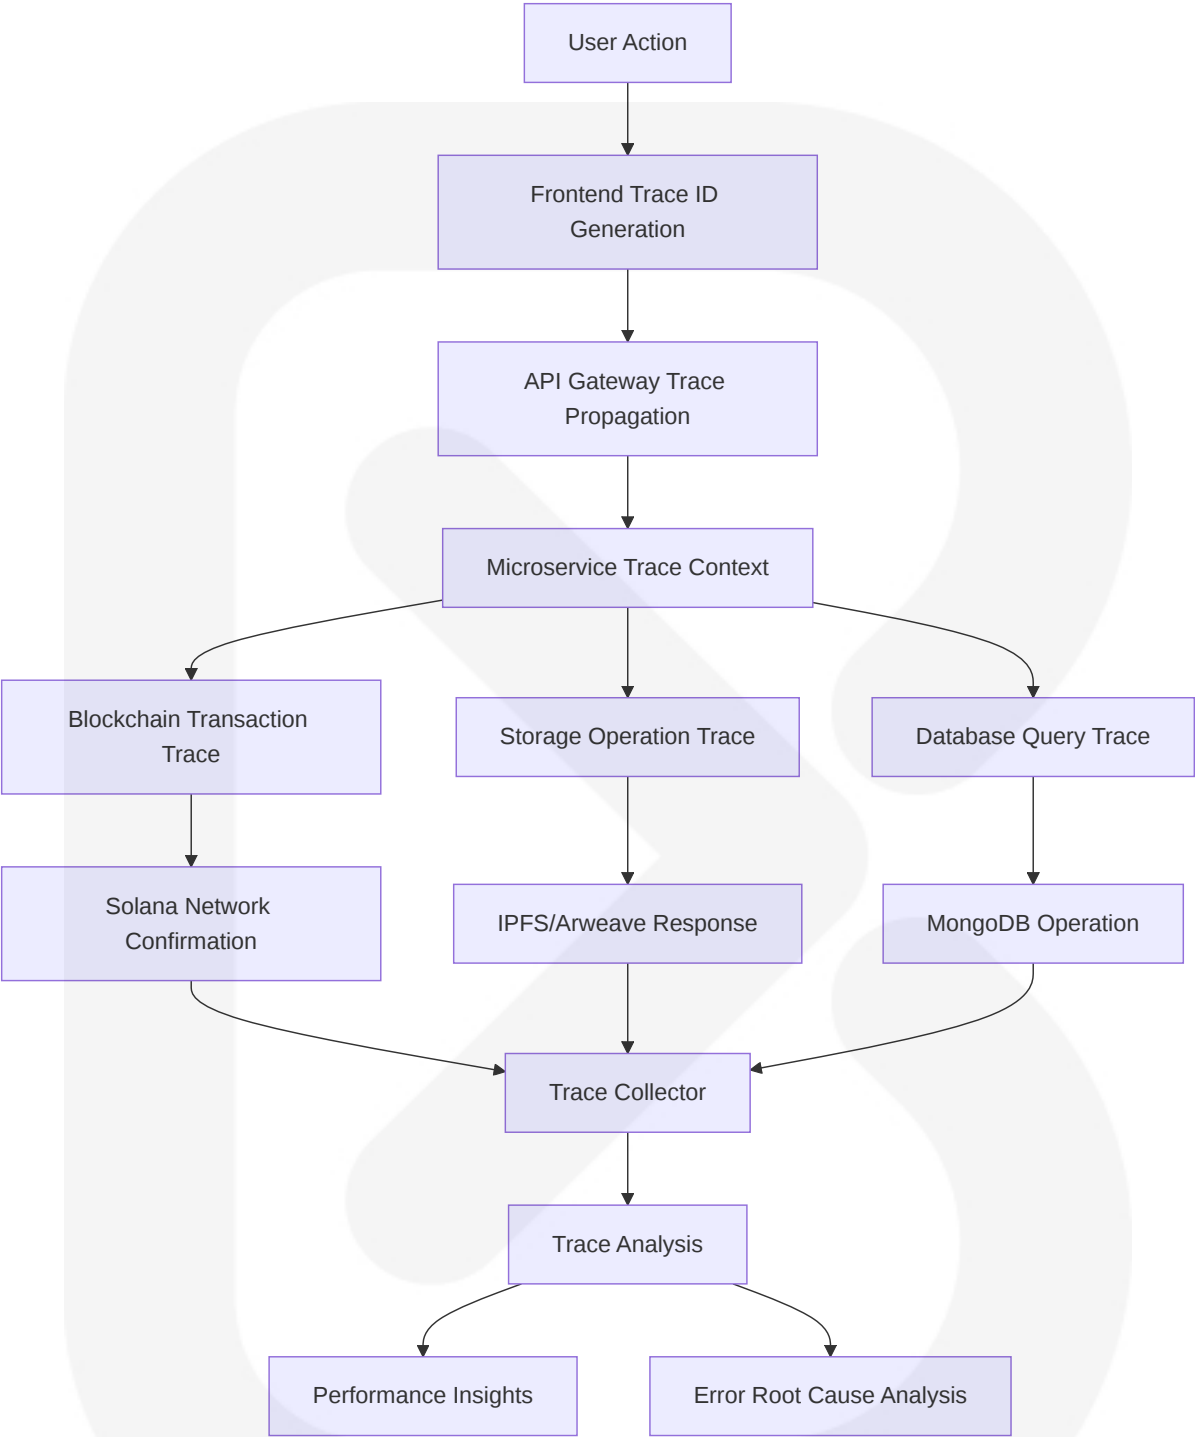 User Action
Frontend Trace ID
Generation
API Gateway Trace
Propagation
Microservice Trace Context
Blockchain Transaction
Trace
Storage Operation Trace
Database Query Trace
Solana Network
Confirmation
IPFS/Arweave Response
MongoDB Operation
Trace Collector
Trace Analysis
Performance Insights
Error Root Cause Analysis